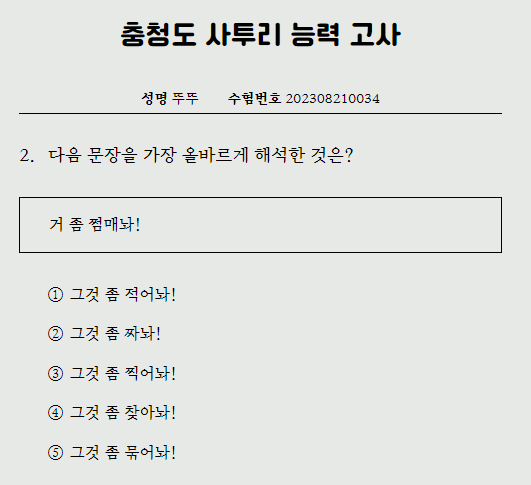 충청도 사투리 능력 고사
성명 뚜뚜 수험번호 202308210034
2. 다음 문장을 가장 올바르게 해석한 것은?
거 좀 쩜매놔!
① 그것 좀 적어놔!
② 그것 좀 짜놔!
③ 그것 좀 찍어놔!
④ 그것 좀 찾아놔!
⑤ 그것 좀 묶어놔!